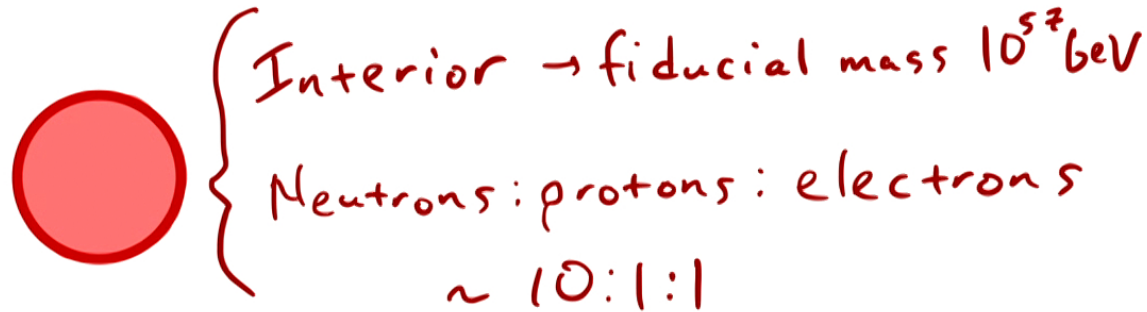 Interior → fiducial mass 10^57 GeV
Neutrons : protons : electrons
~ 10:1:1